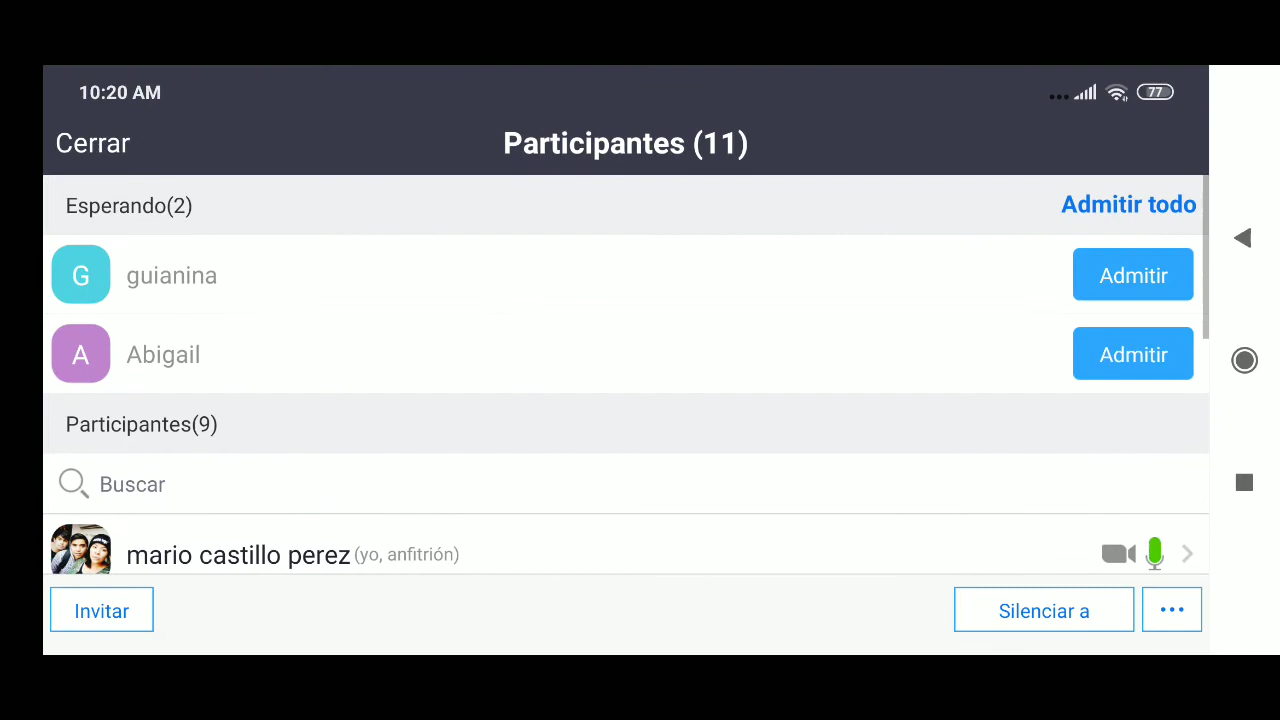 10:20 AM
77
Cerrar
Participantes (11)
Esperando(2)
Admitir todo
G
guianina
Admitir
A
Abigail
Admitir
Participantes(9)
Buscar
mario castillo perez (yo, anfitrión)
Invitar
Silenciar a
...